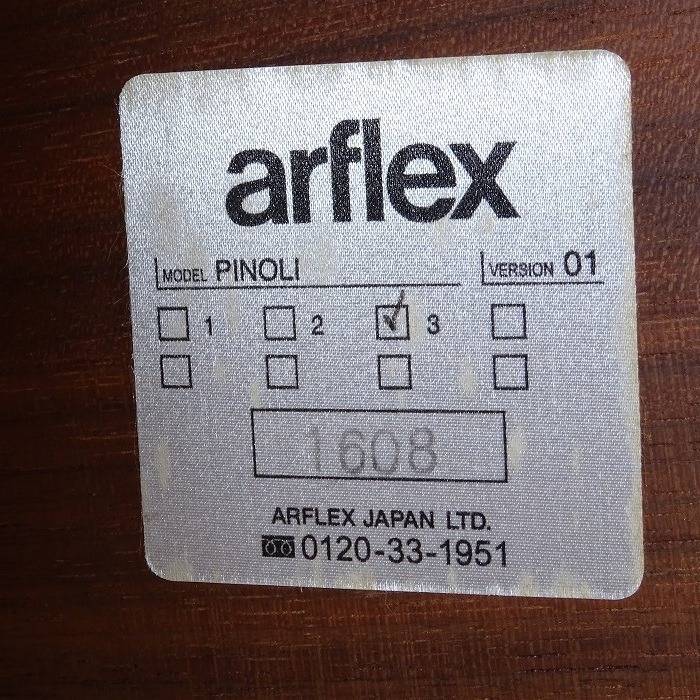 arflex
MODEL PINOLI VERSION 01
1 2 3
1608
ARFLEX JAPAN LTD.
0120-33-1951